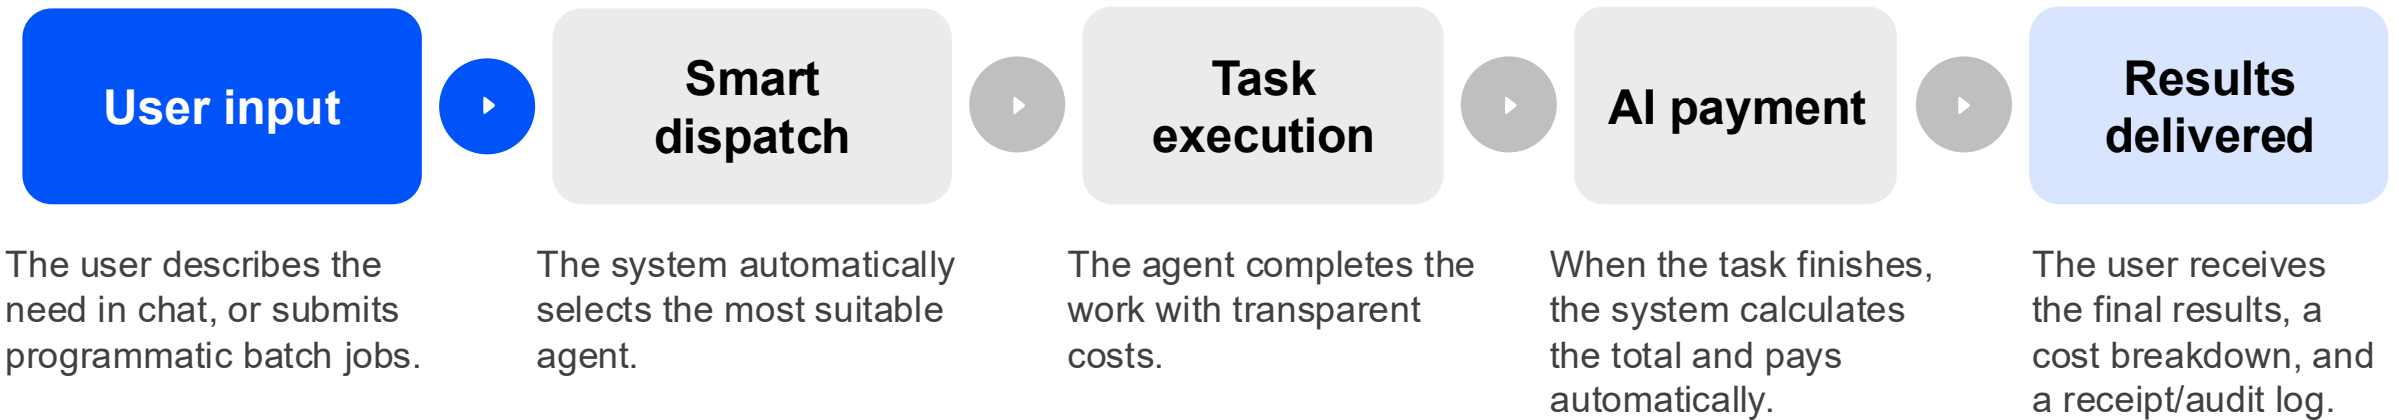 User input
Smart
dispatch
Task
execution
AI payment
Results
delivered
The user describes the
need in chat, or submits
programmatic batch jobs.
The system automatically
selects the most suitable
agent.
The agent completes the
work with transparent
costs.
When the task finishes,
the system calculates
the total and pays
automatically.
The user receives
the final results, a
cost breakdown, and
a receipt/audit log.